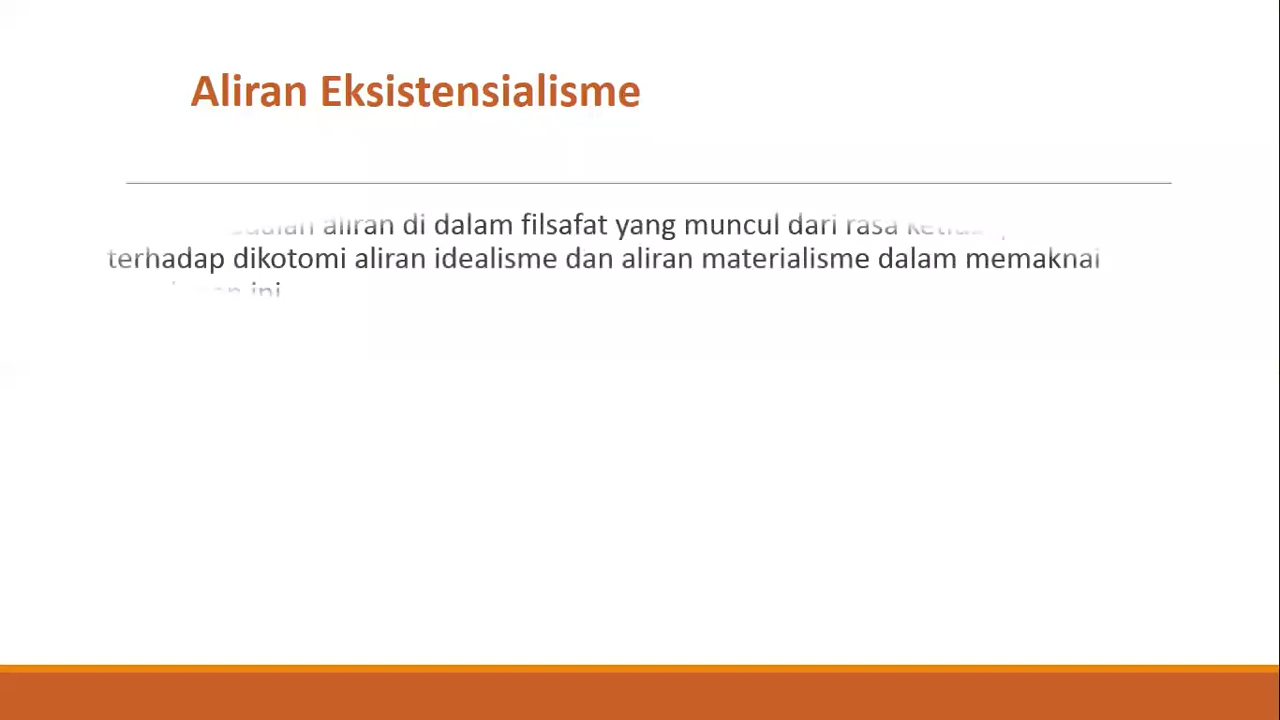 Aliran Eksistensialisme
aliran di dalam filsafat yang muncul dari rasa
terhadap dikotomi aliran idealisme dan aliran materialisme dalam memaknai
ini